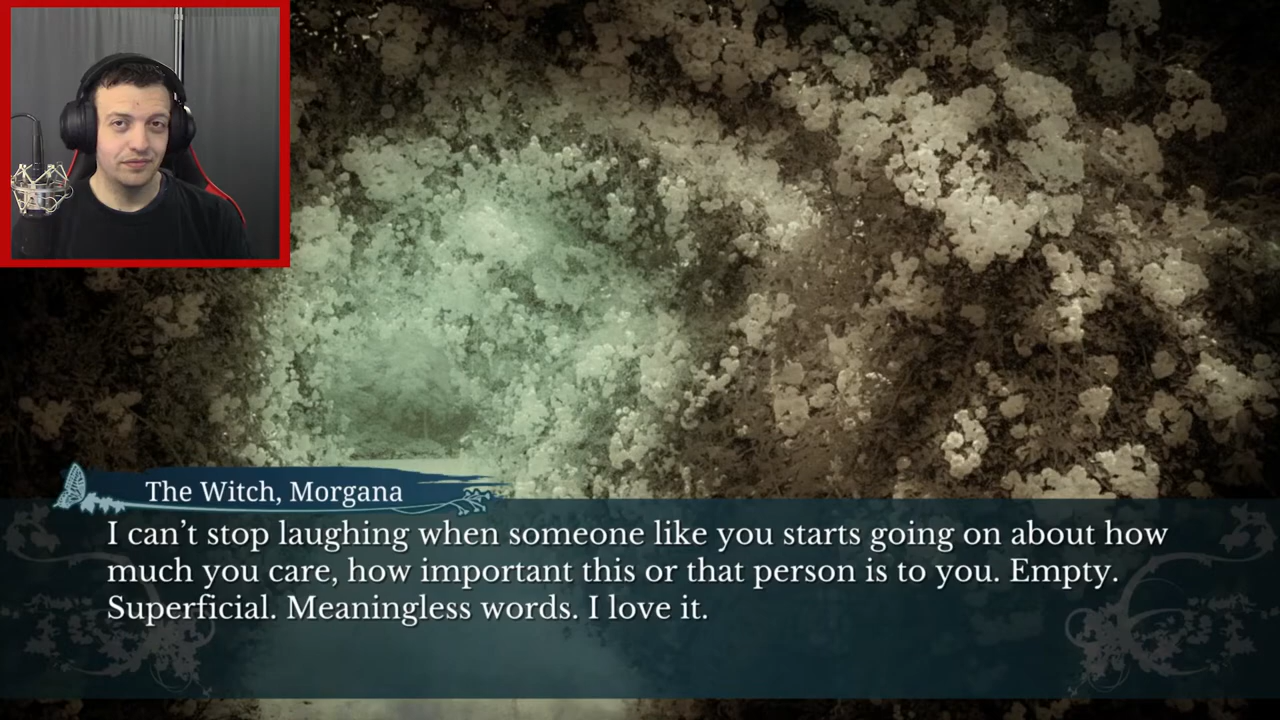 The Witch, Morgana
I can’t stop laughing when someone like you starts going on about how
much you care, how important this or that person is to you. Empty.
Superficial. Meaningless words. I love it.